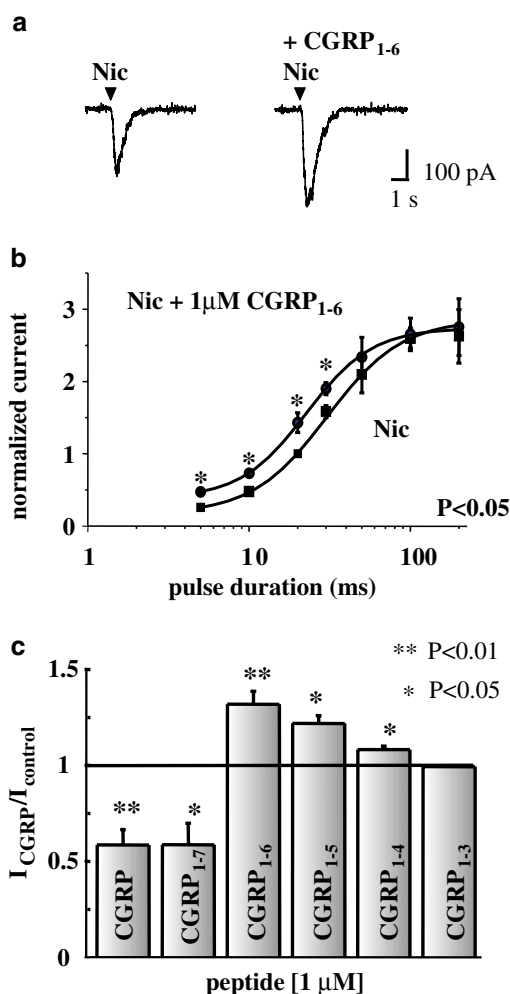 a
+ CGRP1-6
Nic
Nic
100 pA
1 s
b
Nic + 1μM CGRP1-6
Nic
P<0.05
* * * *
normalized current
3
2
1
0
1 10 100
pulse duration (ms)
c
** P<0.01
* P<0.05
** * ** * *
ICGRP/Icontrol
1.5
1
0.5
0
CGRP
CGRP1-7
CGRP1-6
CGRP1-5
CGRP1-4
CGRP1-3
peptide [1 μM]